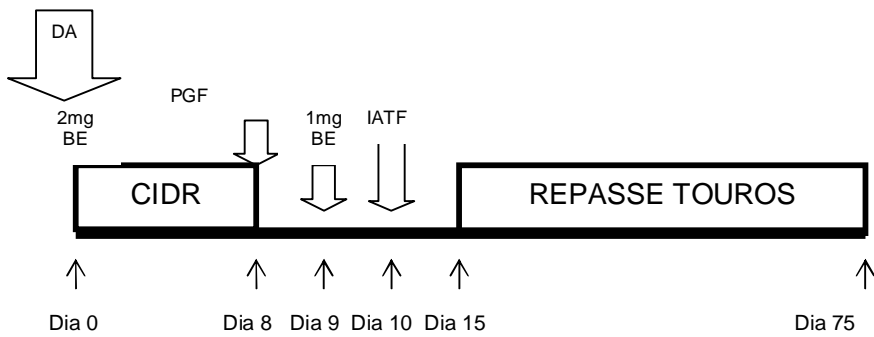 DA
PGF
2mg
BE
1mg
BE
IATF
CIDR
REPASSE TOUROS
Dia 0
Dia 8
Dia 9
Dia 10
Dia 15
Dia 75